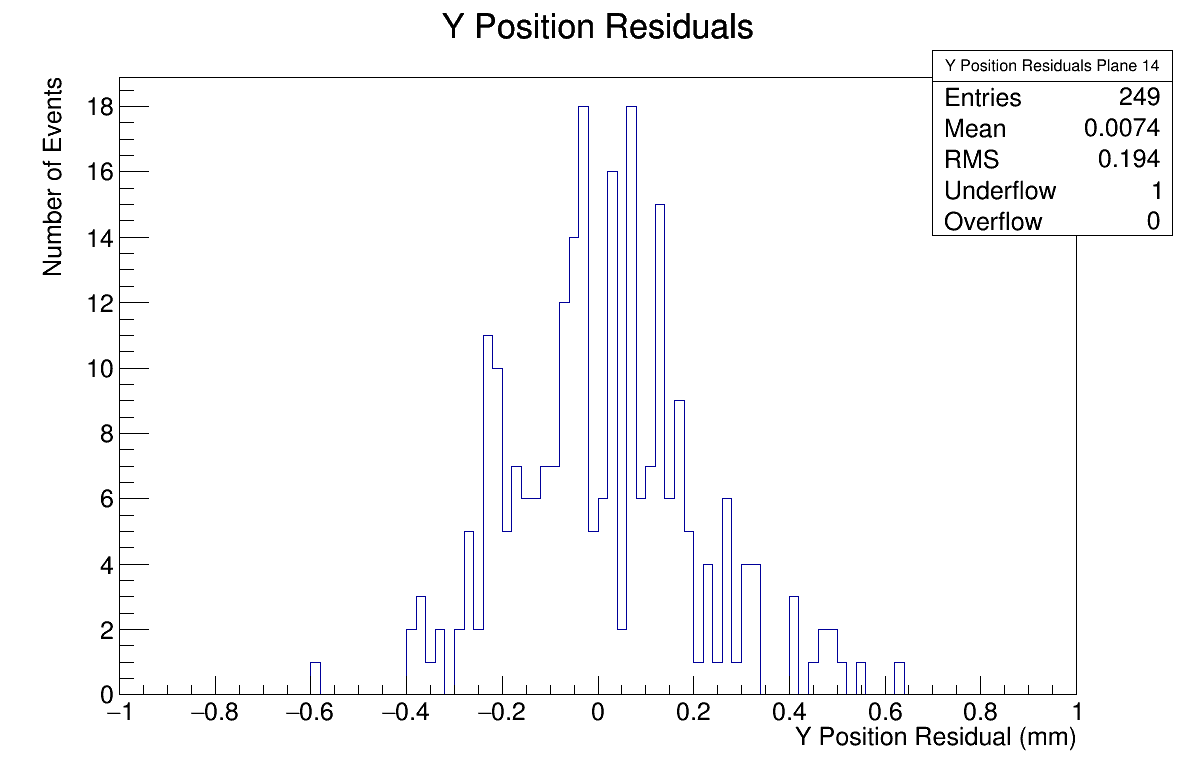 Y Position Residuals
Y Position Residuals Plane 14
Entries 249
Mean 0.0074
RMS 0.194
Underflow 1
Overflow 0
Number of Events
18
16
14
12
10
8
6
4
2
0
−1 −0.8 −0.6 −0.4 −0.2 0 0.2 0.4 0.6 0.8 1
Y Position Residual (mm)